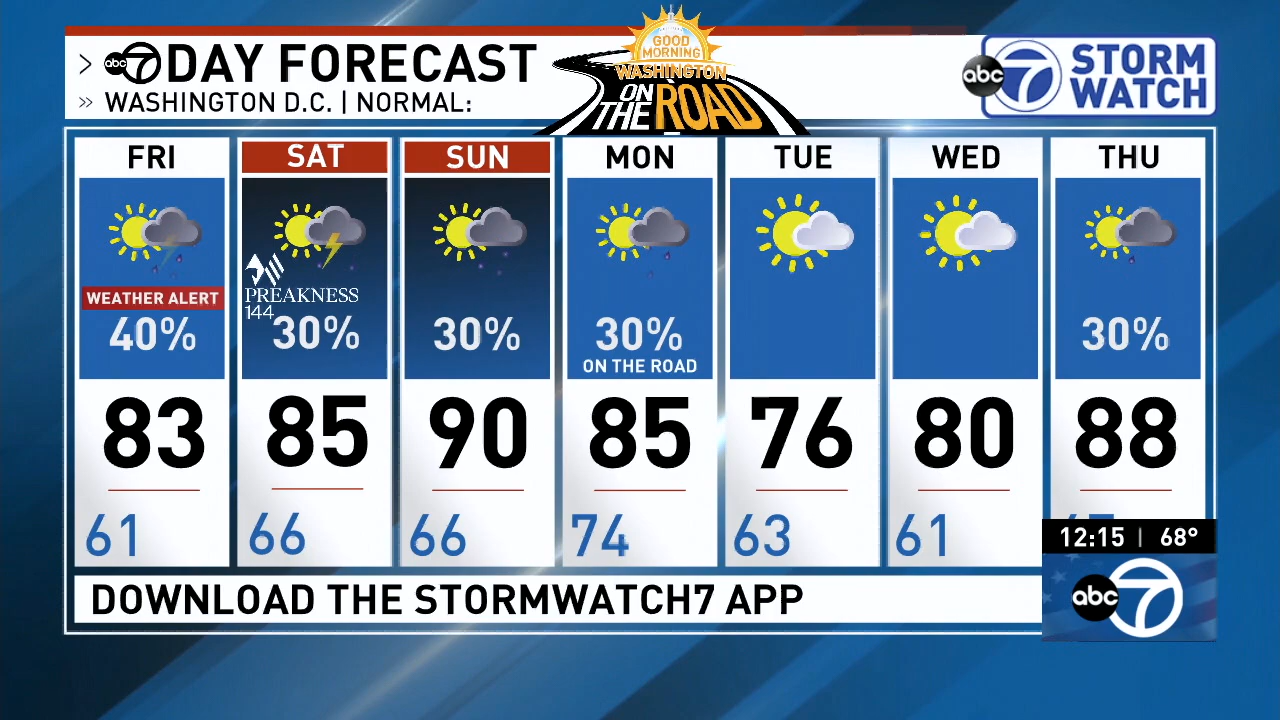 > abc 7 DAY FORECAST
» WASHINGTON D.C. | NORMAL:
GOOD
MORNING
WASHINGTON
ON
THE ROAD
abc 7 STORM
WATCH
FRI SAT SUN MON TUE WED THU
WEATHER ALERT
PREAKNESS
144
40% 30% 30% 30% 30%
ON THE ROAD
83 85 90 85 76 80 88
61 66 66 74 63 61
12:15 | 68°
abc 7
DOWNLOAD THE STORMWATCH7 APP